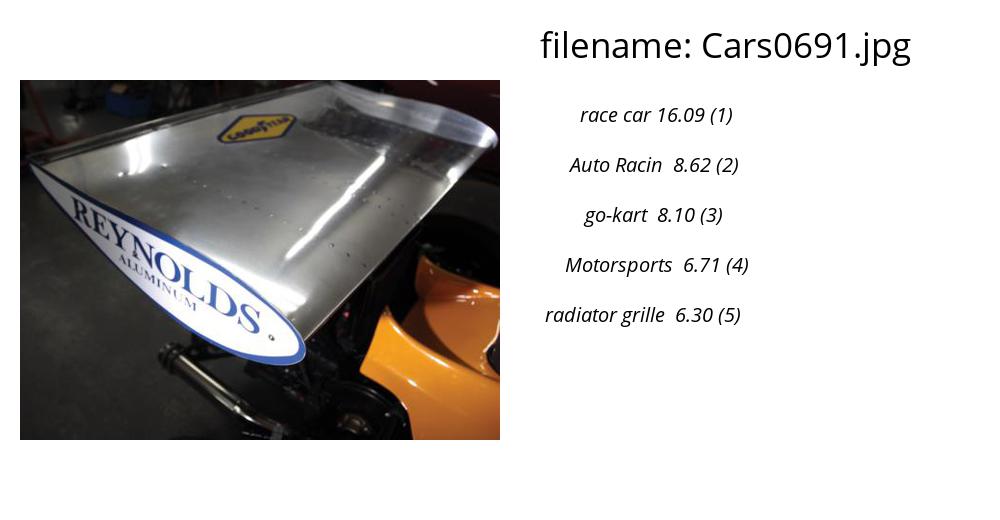 filename: Cars0691.jpg
race car 16.09 (1)
Auto Racin 8.62 (2)
go-kart 8.10 (3)
Motorsports 6.71 (4)
radiator grille 6.30 (5)
GOODYEAR
REYNOLDS
ALUMINUM